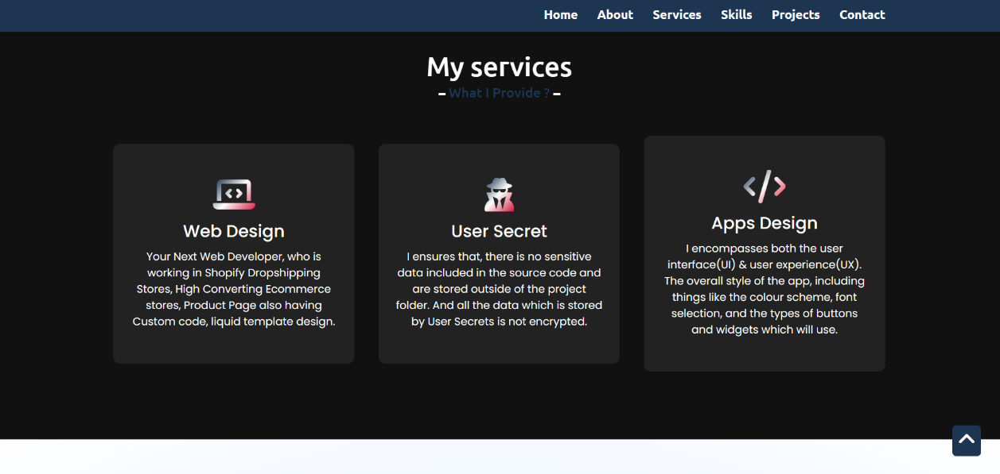 Home About Services Skills Projects Contact
My services
– What I Provide ? –
Web Design
Your Next Web Developer, who is
working in Shopify Dropshipping
Stores, High Converting Ecommerce
stores, Product Page also having
Custom code, liquid template design.
User Secret
I ensures that, there is no sensitive
data included in the source code and
are stored outside of the project
folder. And all the data which is stored
by User Secrets is not encrypted.
Apps Design
I encompasses both the user
interface(UI) & user experience(UX).
The overall style of the app, including
things like the colour scheme, font
selection, and the types of buttons
and widgets which will use.